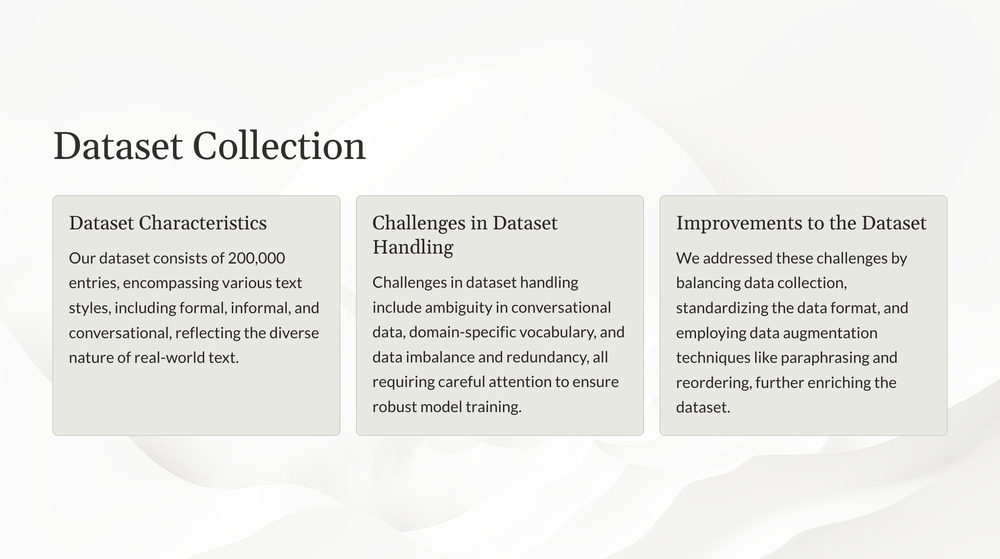 Dataset Collection
Dataset Characteristics
Our dataset consists of 200,000
entries, encompassing various text
styles, including formal, informal, and
conversational, reflecting the diverse
nature of real-world text.
Challenges in Dataset
Handling
Challenges in dataset handling
include ambiguity in conversational
data, domain-specific vocabulary, and
data imbalance and redundancy, all
requiring careful attention to ensure
robust model training.
Improvements to the Dataset
We addressed these challenges by
balancing data collection,
standardizing the data format, and
employing data augmentation
techniques like paraphrasing and
reordering, further enriching the
dataset.